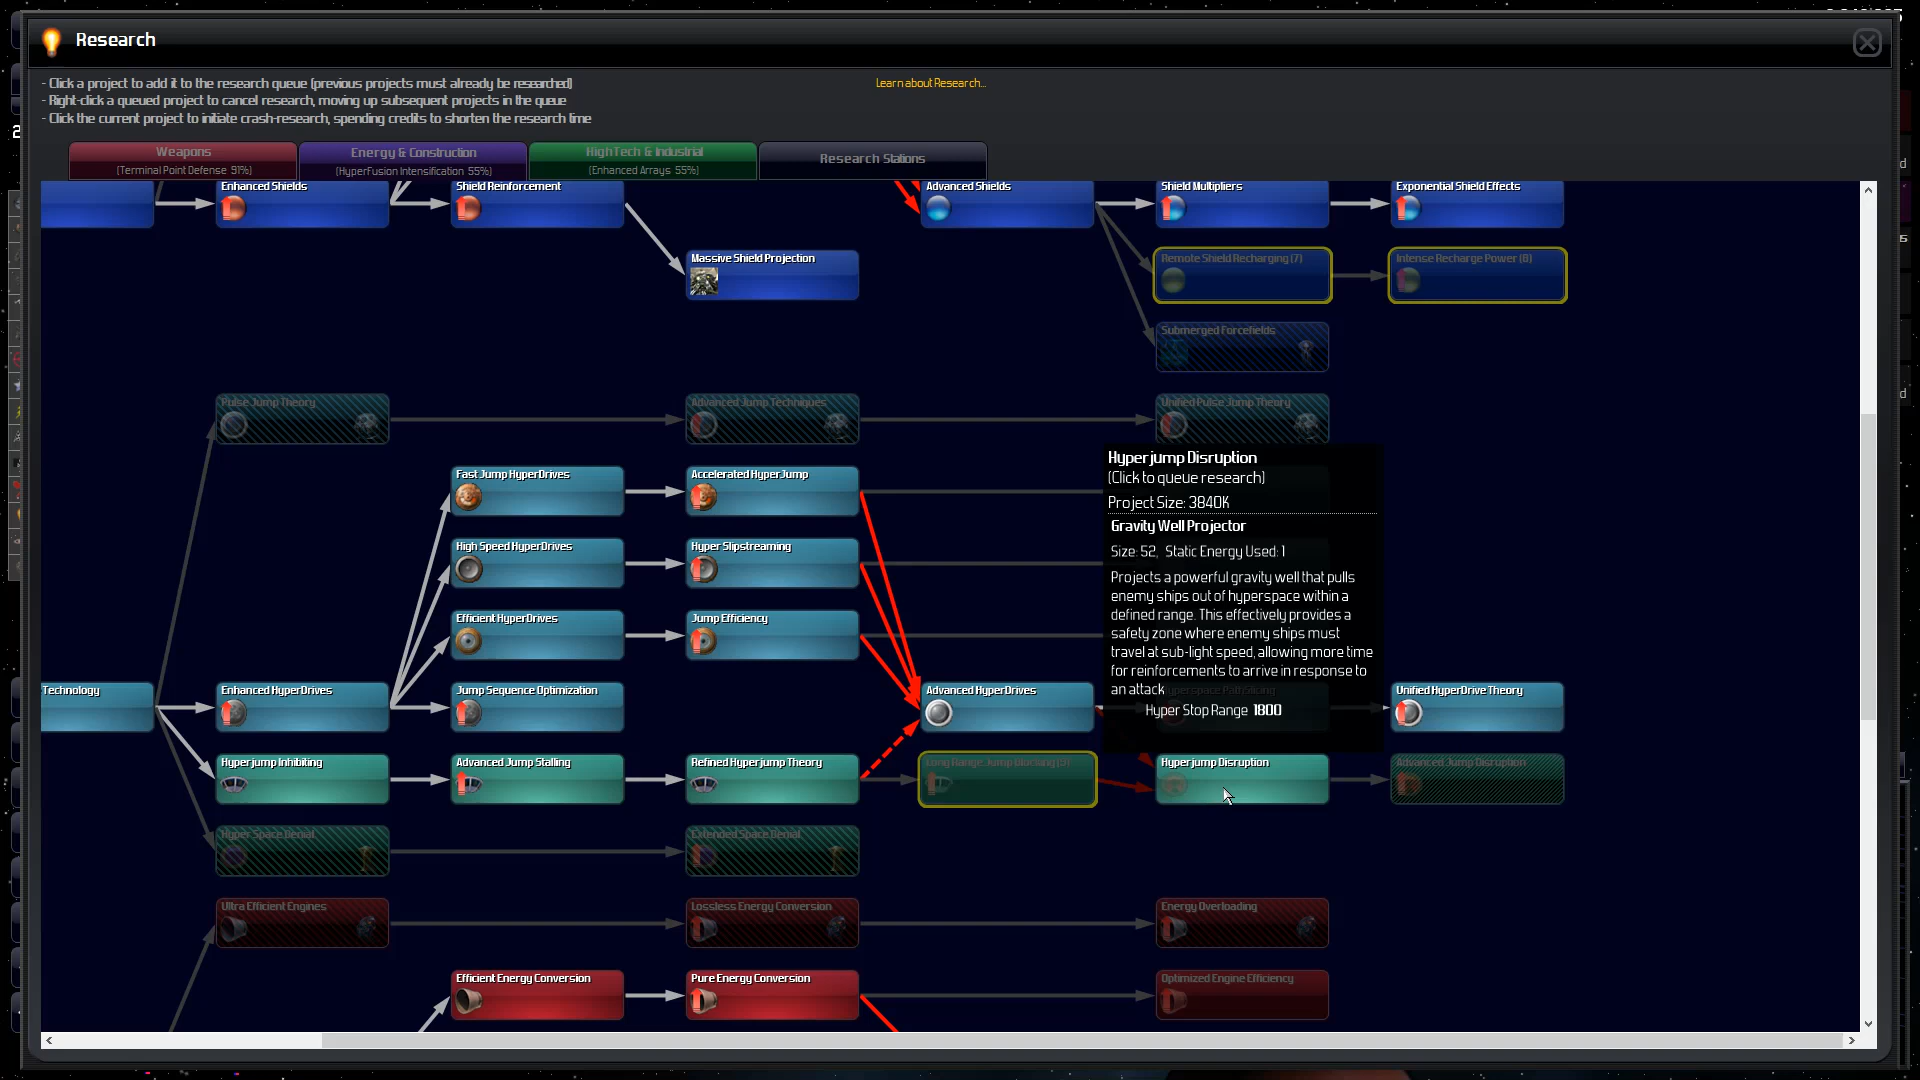 Research
- Click a project to add it to the research queue (previous projects must already be researched)
- Right-click a queued project to cancel research, moving up subsequent projects in the queue
- Click the current project to initiate crash-research, spending credits to shorten the research time
Learn about Research...
Weapons
(Terminal Point Defense 91%)
Energy & Construction
(HyperFusion Intensification 55%)
HighTech & Industrial
(Enhanced Arrays 55%)
Research Stations
Enhanced Shields
Shield Reinforcement
Advanced Shields
Shield Multipliers
Exponential Shield Effects
Massive Shield Projection
Remote Shield Recharging (7)
Intense Recharge Power (8)
Submerged Forcefields
Pulse Jump Theory
Advanced Jump Techniques
Unified Pulse Jump Theory
Fast Jump HyperDrives
Accelerated HyperJump
High Speed HyperDrives
Hyper Slipstreaming
Efficient HyperDrives
Jump Efficiency
Hyperjump Disruption
(Click to queue research)
Project Size: 3840K
Gravity Well Projector
Size: 52, Static Energy Used: 1
Projects a powerful gravity well that pulls
enemy ships out of hyperspace within a
defined range. This effectively provides a
safety zone where enemy ships must
travel at sub-light speed, allowing more time
for reinforcements to arrive in response to
an attack
Hyper Stop Range 1800
Technology
Enhanced HyperDrives
Jump Sequence Optimization
Advanced HyperDrives
Unified HyperDrive Theory
Hyperjump Inhibiting
Advanced Jump Stalling
Refined Hyperjump Theory
Long Range Jump Blocking (9)
Hyperjump Disruption
Advanced Jump Disruption
Hyper Space Denial
Extended Space Denial
Ultra Efficient Engines
Lossless Energy Conversion
Energy Overloading
Efficient Energy Conversion
Pure Energy Conversion
Optimized Engine Efficiency